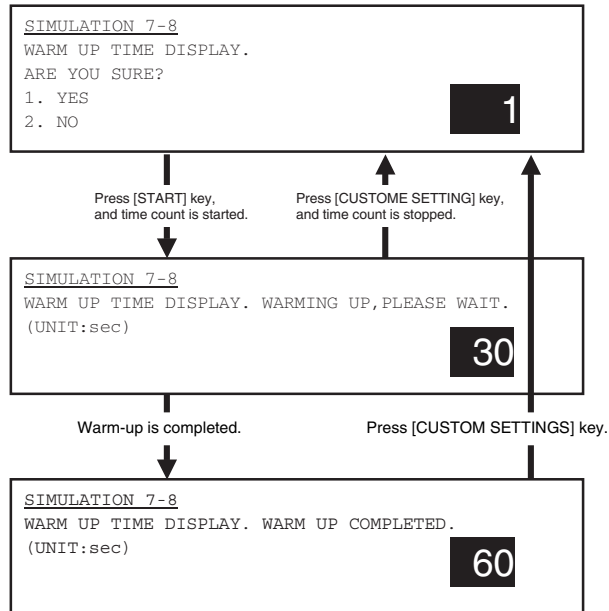 SIMULATION 7-8
WARM UP TIME DISPLAY.
ARE YOU SURE?
1. YES
2. NO
1
Press [START] key,
and time count is started.
Press [CUSTOME SETTING] key,
and time count is stopped.
SIMULATION 7-8
WARM UP TIME DISPLAY. WARMING UP,PLEASE WAIT.
(UNIT:sec)
30
Warm-up is completed.
Press [CUSTOM SETTINGS] key.
SIMULATION 7-8
WARM UP TIME DISPLAY. WARM UP COMPLETED.
(UNIT:sec)
60